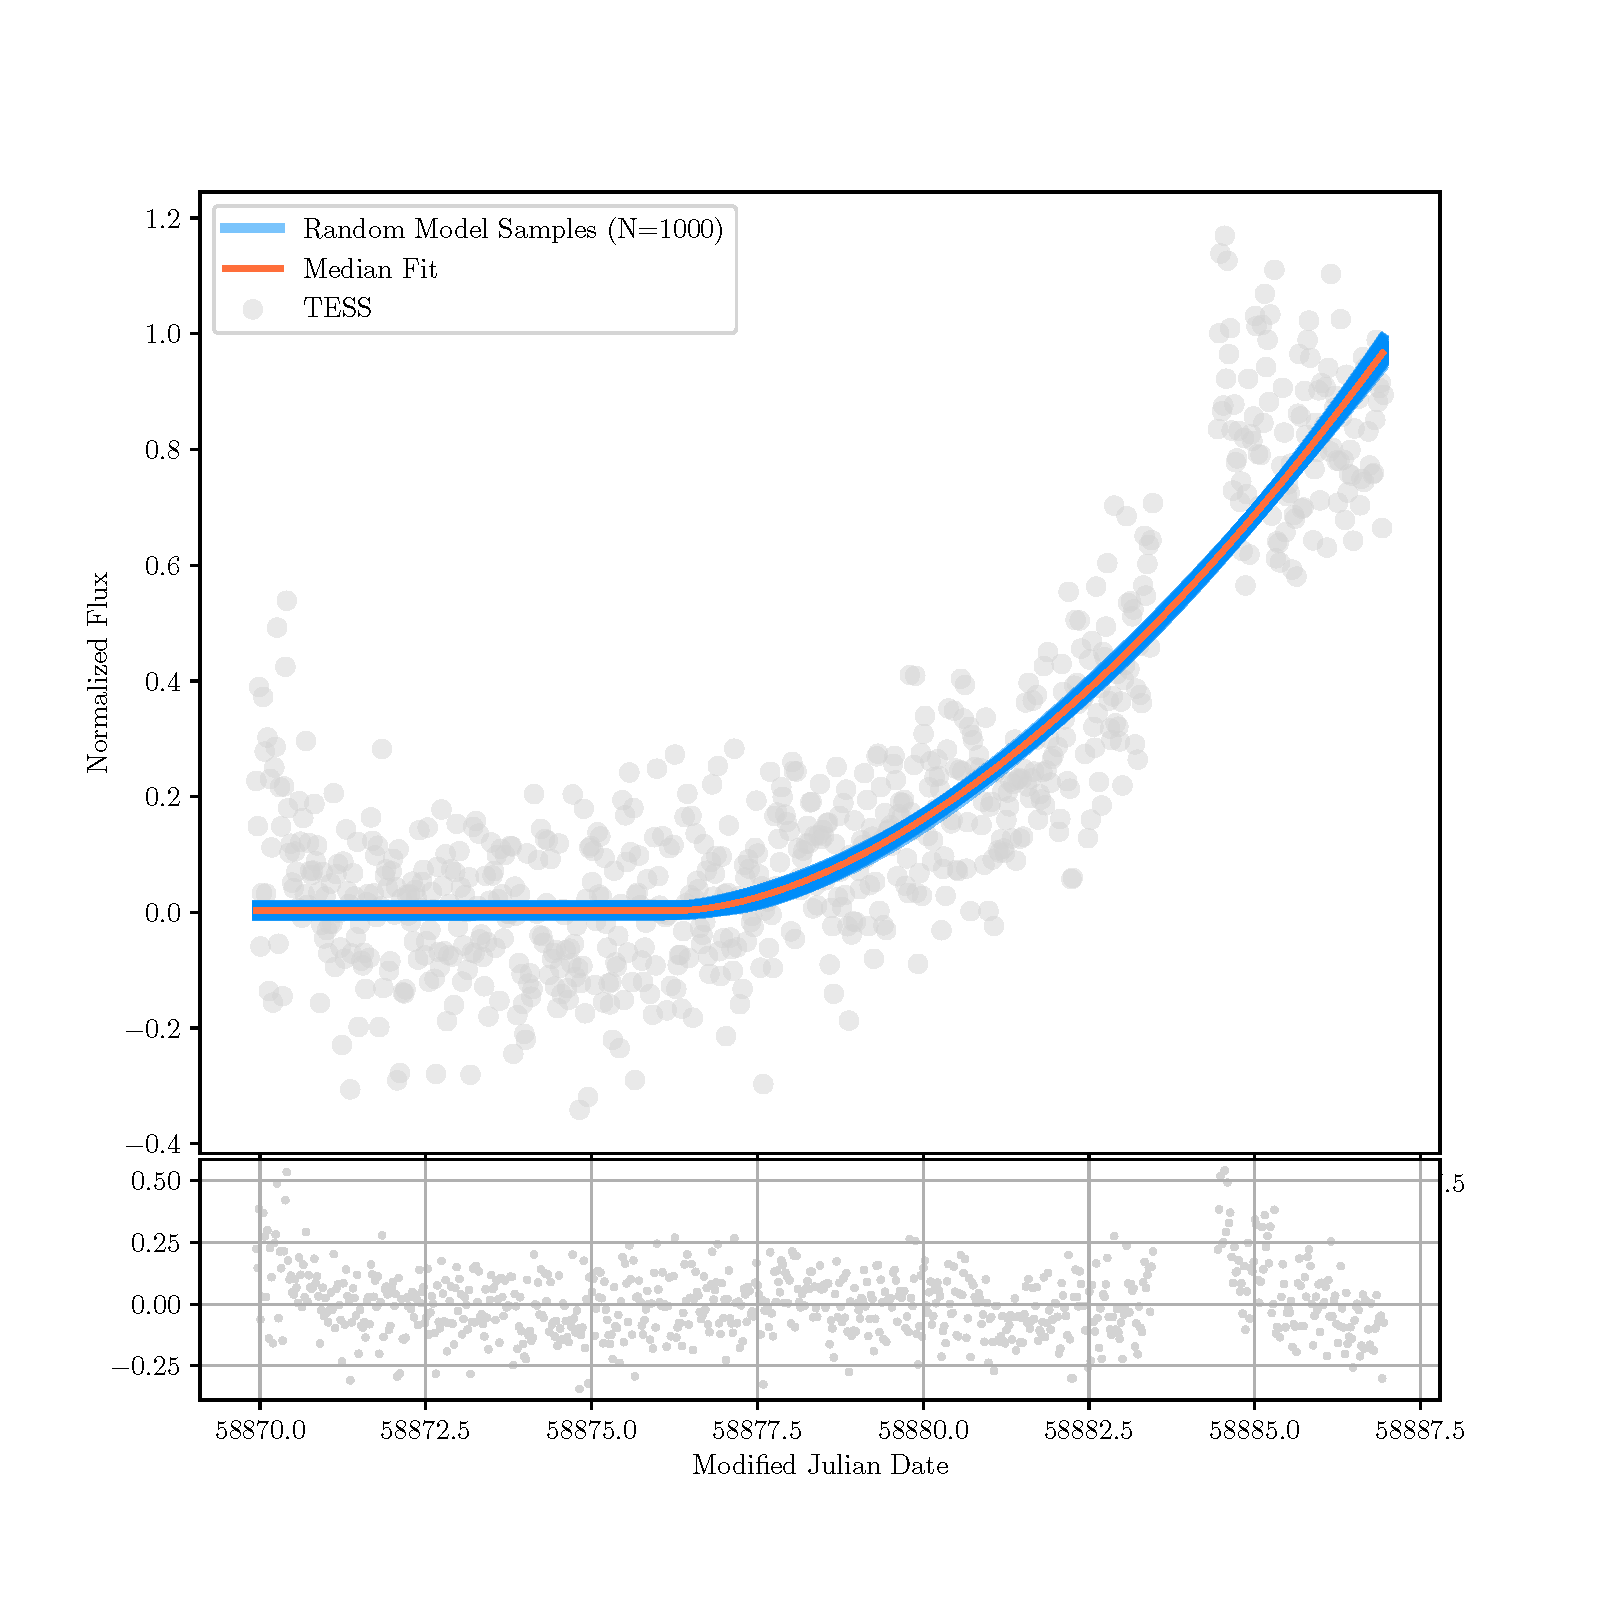 Random Model Samples (N=1000)
Median Fit
TESS
Normalized Flux
1.2
1.0
0.8
0.6
0.4
0.2
0.0
−0.2
−0.4
.5
0.50
0.25
0.00
−0.25
58870.0 58872.5 58875.0 58877.5 58880.0 58882.5 58885.0 58887.5
Modified Julian Date